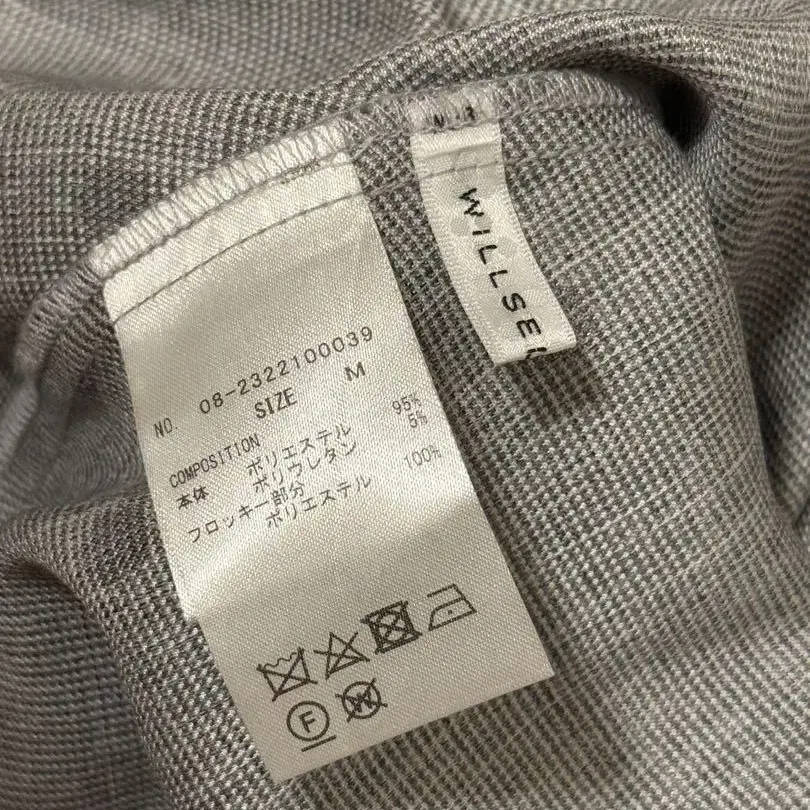 NO. 08-2322100039
SIZE M
COMPOSITION
本体 ポリエステル 95%
ポリウレタン 5%
フロッキー部分
ポリエステル 100%
F
W
WILLSE